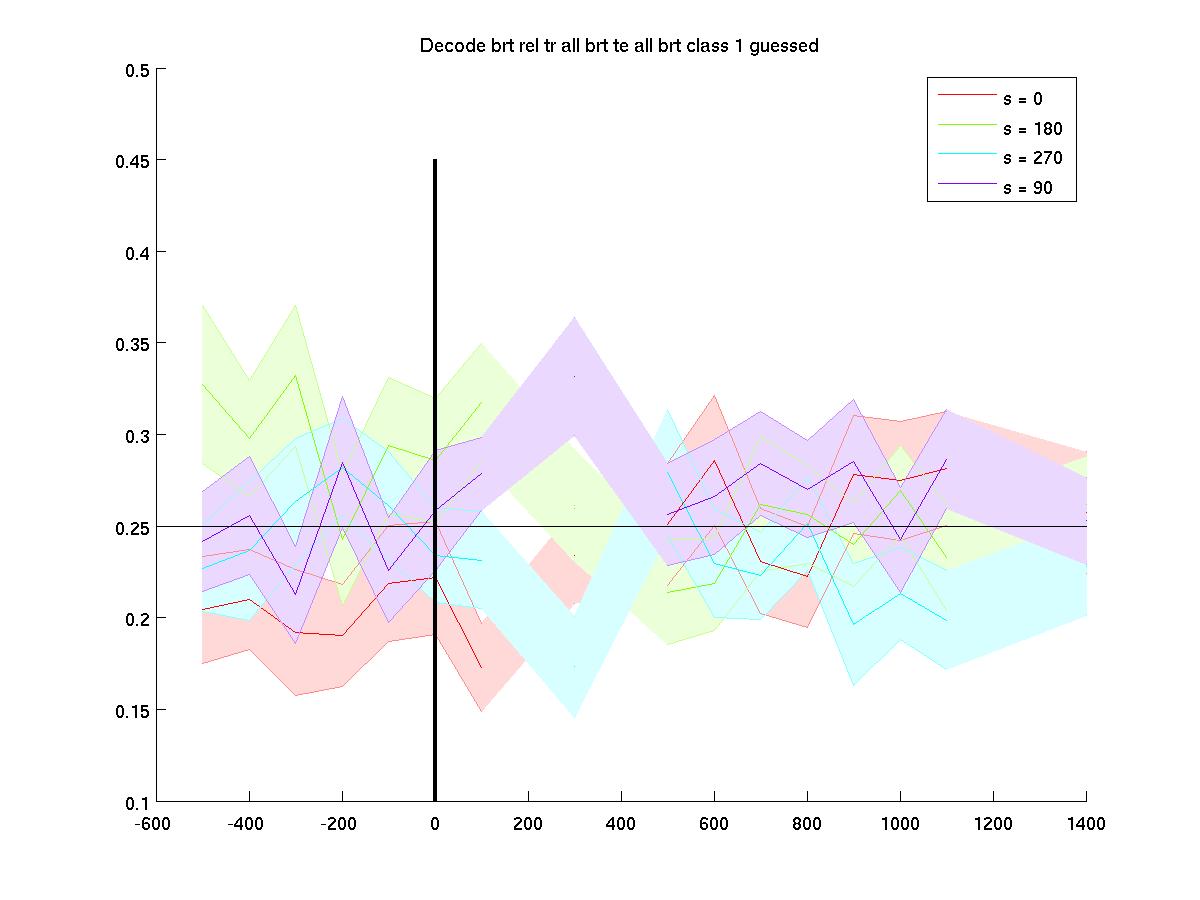 Decode brt rel tr all brt te all brt class 1 guessed
0.5
0.45
0.4
0.35
0.3
0.25
0.2
0.15
0.1
-600 -400 -200 0 200 400 600 800 1000 1200 1400
s = 0
s = 180
s = 270
s = 90